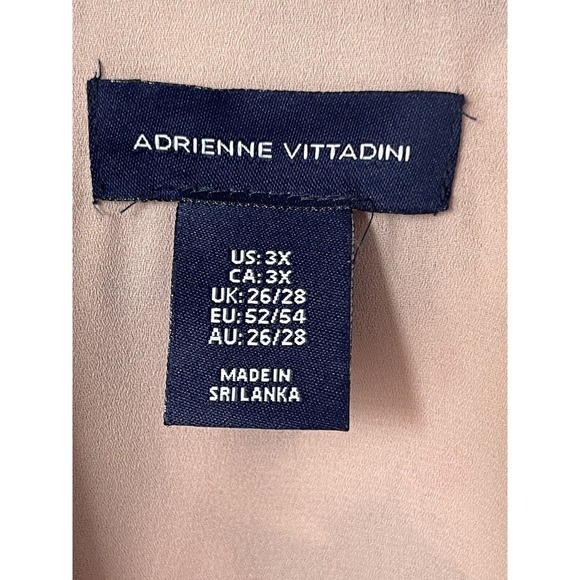 ADRIENNE VITTADINI
US: 3X
CA: 3X
UK: 26/28
EU: 52/54
AU: 26/28
MADE IN
SRI LANKA